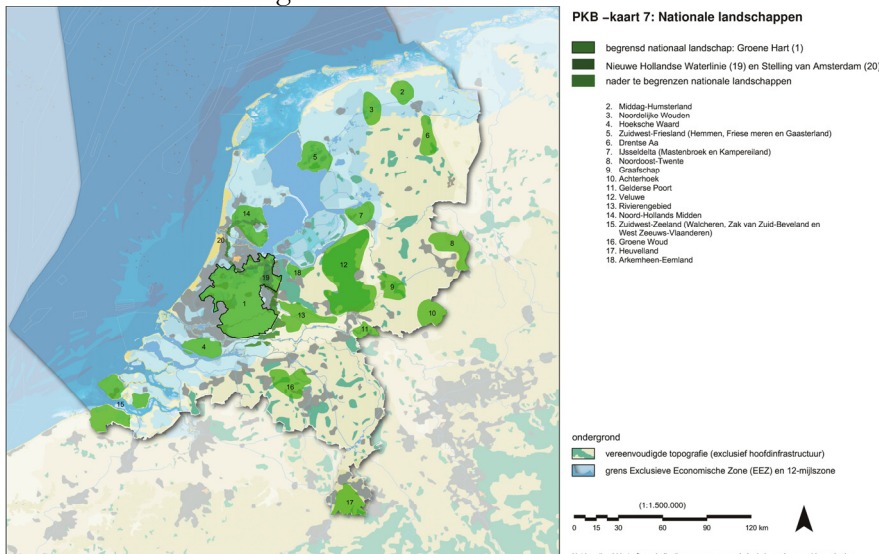 PKB –kaart 7: Nationale landschappen
begrensd nationaal landschap: Groene Hart (1)
Nieuwe Hollandse Waterlinie (19) en Stelling van Amsterdam (20)
nader te begrenzen nationale landschappen
2. Middag-Humsterland
3. Noordelijke Wouden
4. Hoeksche Waard
5 Zuidwest-Friesland (Hemmen, Friese meren en Gaasterland)
6. Drentse Aa
7. IJsseldelta (Mastenbroek en Kampereiland)
8. Noordoost-Twente
9. Graafschap
10. Achterhoek
11. Gelderse Poort
12. Veluwe
13. Rivierengebied
14. Noord-Hollands Midden
15. Zuidwest-Zeeland (Walcheren, Zak van Zuid-Beveland en
West Zeeuws-Vlaanderen)
16. Groene Woud
17. Heuvelland
18. Arkemheen-Eemland
2
3
6
5
14
7
20
8
19
18
12
9
1
13
10
11
4
16
15
17
ondergrond
vereenvoudigde topografie (exclusief hoofdinfrastructuur)
grens Exclusieve Economische Zone (EEZ) en 12-mijlszone
(1:1.500.000)
0 15 30 60 90 120 km